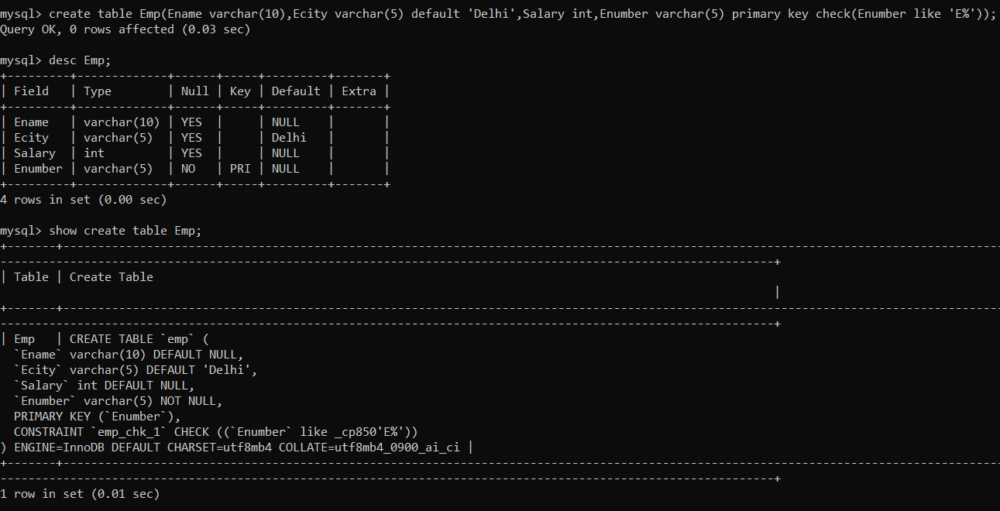 mysql> create table Emp(Ename varchar(10),Ecity varchar(5) default 'Delhi',Salary int,Enumber varchar(5) primary key check(Enumber like 'E%'));
Query OK, 0 rows affected (0.03 sec)
mysql> desc Emp;
+---------+-------------+------+-----+---------+-------+
| Field   | Type        | Null | Key | Default | Extra |
+---------+-------------+------+-----+---------+-------+
| Ename   | varchar(10) | YES  |     | NULL    |       |
| Ecity   | varchar(5)  | YES  |     | Delhi   |       |
| Salary  | int         | YES  |     | NULL    |       |
| Enumber | varchar(5)  | NO   | PRI | NULL    |       |
+---------+-------------+------+-----+---------+-------+
4 rows in set (0.00 sec)
mysql> show create table Emp;
+-------+---------------------------------------------------------------------------------------------------------------------------------------
---------------------------------------------------------------------------------------------------------------+
| Table | Create Table
|
+-------+---------------------------------------------------------------------------------------------------------------------------------------
---------------------------------------------------------------------------------------------------------------+
| Emp   | CREATE TABLE `emp` (
  `Ename` varchar(10) DEFAULT NULL,
  `Ecity` varchar(5) DEFAULT 'Delhi',
  `Salary` int DEFAULT NULL,
  `Enumber` varchar(5) NOT NULL,
  PRIMARY KEY (`Enumber`),
  CONSTRAINT `emp_chk_1` CHECK ((`Enumber` like _cp850'E%'))
) ENGINE=InnoDB DEFAULT CHARSET=utf8mb4 COLLATE=utf8mb4_0900_ai_ci |
+-------+---------------------------------------------------------------------------------------------------------------------------------------
---------------------------------------------------------------------------------------------------------------+
1 row in set (0.01 sec)